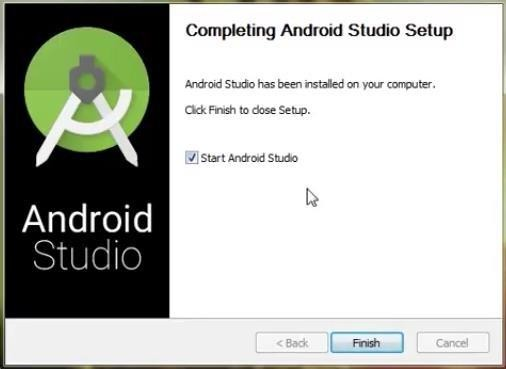 Completing Android Studio Setup
Android Studio has been installed on your computer.
Click Finish to close Setup.
Start Android Studio
Android
Studio
< Back
Finish
Cancel